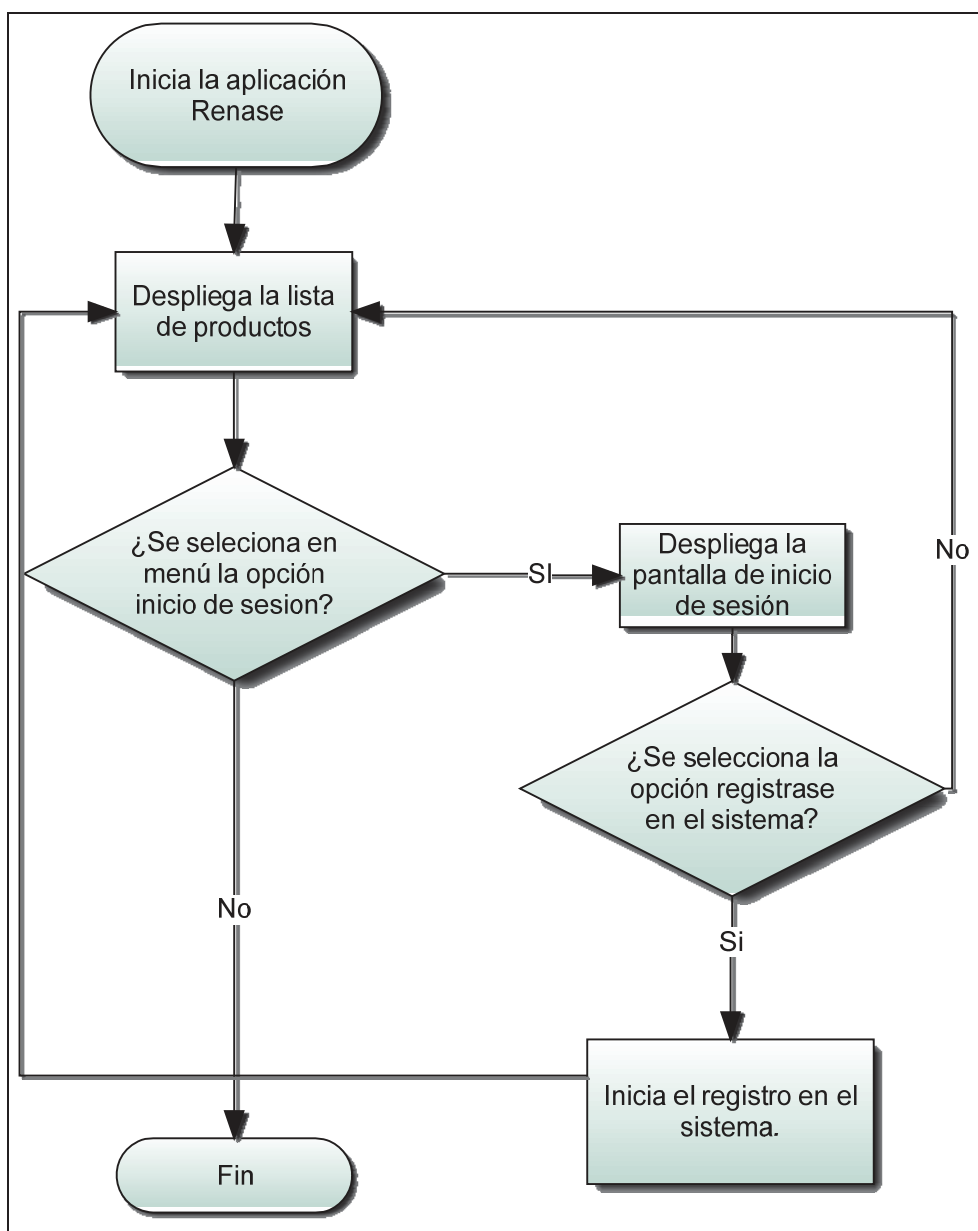 Inicia la aplicación
Renase
Despliega la lista
de productos
¿Se seleciona en
menú la opción
inicio de sesion?
SI
Despliega la
pantalla de inicio
de sesión
No
¿Se selecciona la
opción registrase
en el sistema?
No
Si
Inicia el registro en el
sistema.
Fin